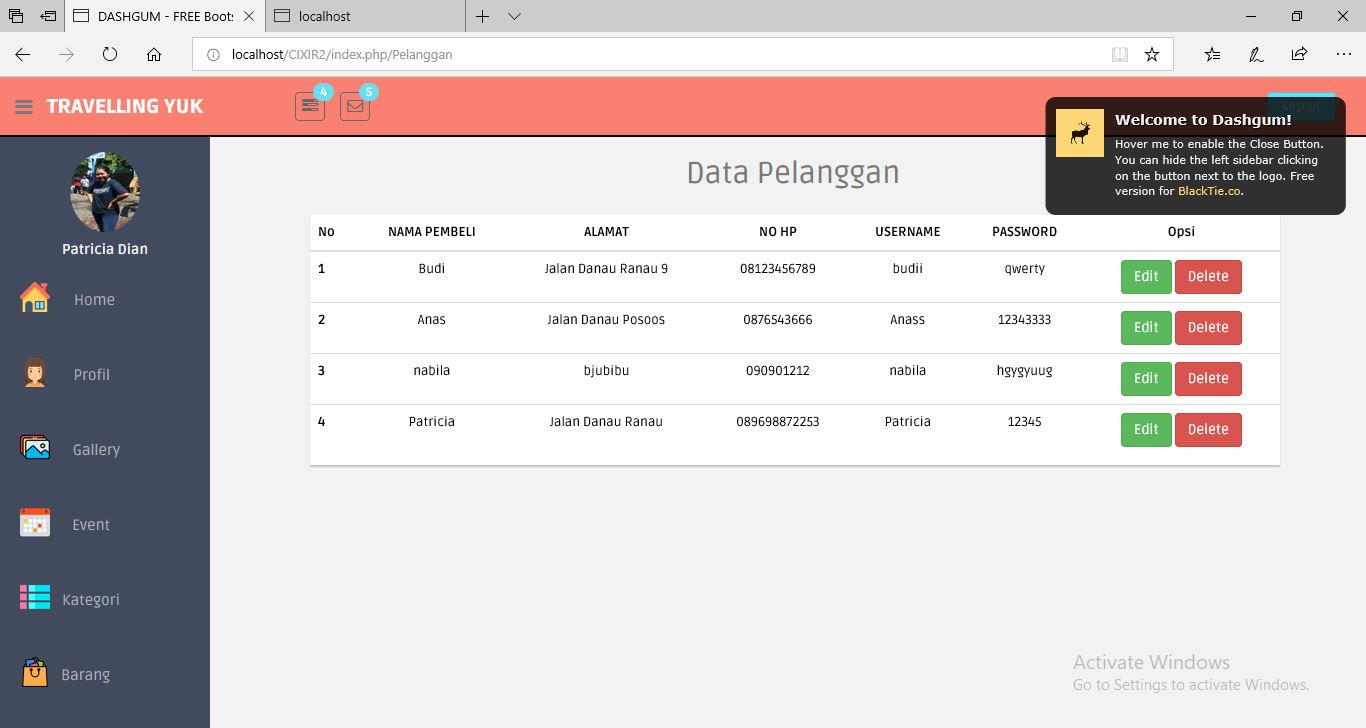 DASHGUM - FREE Boots
localhost
localhost/CIXIR2/index.php/Pelanggan
TRAVELLING YUK
4
5
Logout
Welcome to Dashgum!
Hover me to enable the Close Button.
You can hide the left sidebar clicking
on the button next to the logo. Free
version for BlackTie.co.
Patricia Dian
Home
Profil
Gallery
Event
Kategori
Barang
Data Pelanggan
No NAMA PEMBELI ALAMAT NO HP USERNAME PASSWORD Opsi
1 Budi Jalan Danau Ranau 9 08123456789 budii qwerty Edit Delete
2 Anas Jalan Danau Posoos 0876543666 Anass 12343333 Edit Delete
3 nabila bjubibu 090901212 nabila hgygyuug Edit Delete
4 Patricia Jalan Danau Ranau 089698872253 Patricia 12345 Edit Delete
Activate Windows
Go to Settings to activate Windows.